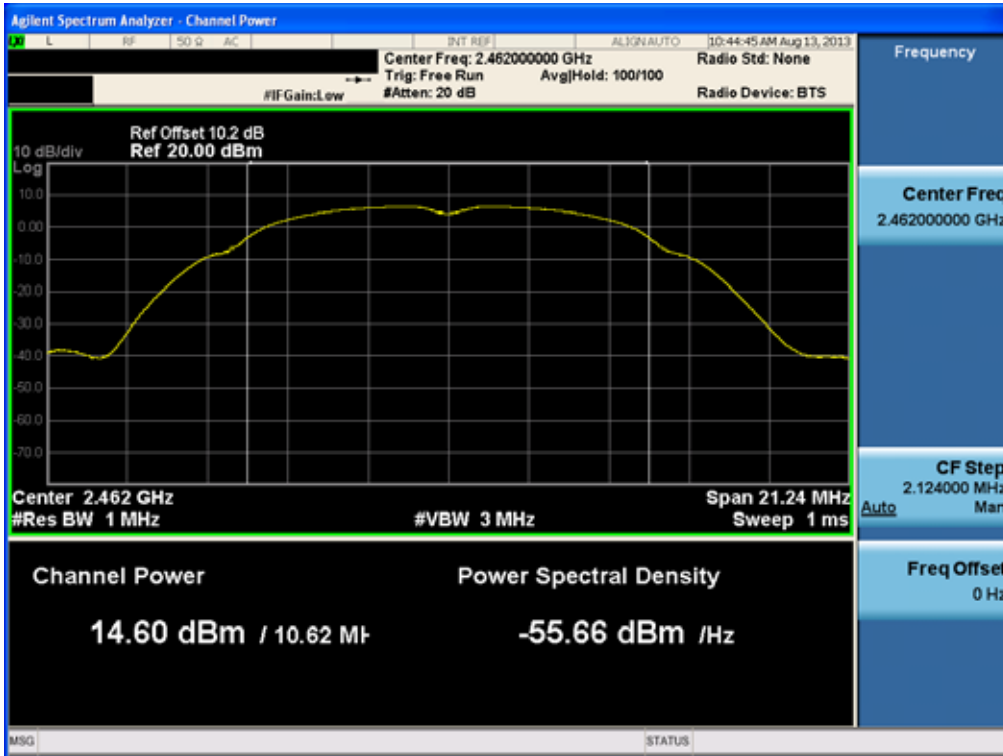 Agilent Spectrum Analyzer - Channel Power
LXI L RF 50 Ω AC INT REF ALIGNAUTO 10:44:45 AM Aug 13, 2013
Center Freq: 2.462000000 GHz Radio Std: None
Trig: Free Run Avg|Hold: 100/100
#IFGain:Low #Atten: 20 dB Radio Device: BTS
Frequency
Ref Offset 10.2 dB
10 dB/div Ref 20.00 dBm
Log
10.0
0.00
-10.0
-20.0
-30.0
-40.0
-50.0
-60.0
-70.0
Center 2.462 GHz Span 21.24 MHz
#Res BW 1 MHz #VBW 3 MHz Sweep 1 ms
Center Freq
2.462000000 GHz
CF Step
2.124000 MHz
Auto Man
Freq Offset
0 Hz
Channel Power Power Spectral Density
14.60 dBm / 10.62 MH -55.66 dBm /Hz
MSG STATUS